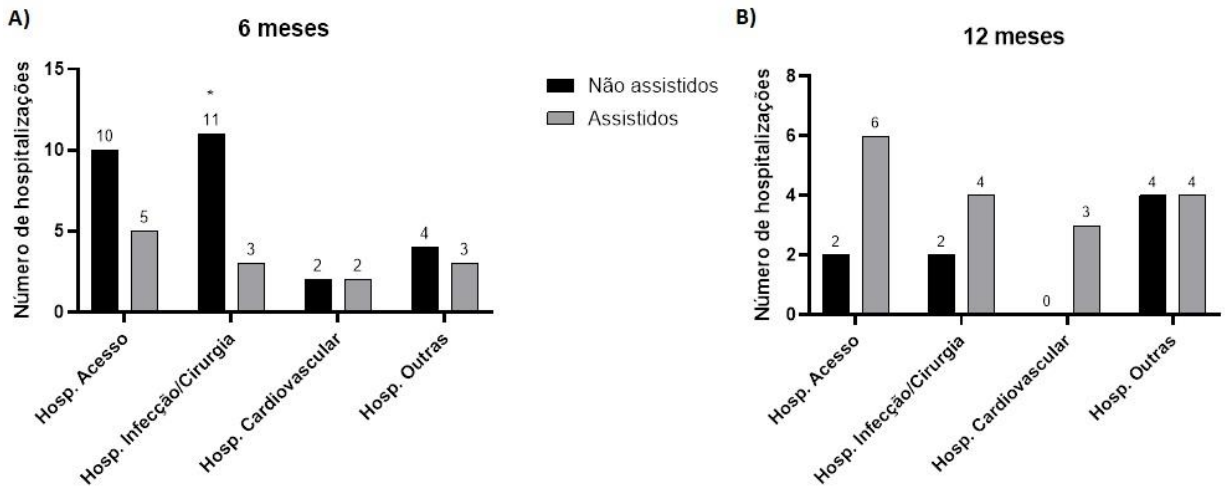 A)
6 meses
Número de hospitalizações
15
10
5
0
*
10
5
11
3
2
2
4
3
Hosp. Acesso
Hosp. Infecção/Cirurgia
Hosp. Cardiovascular
Hosp. Outras
Não assistidos
Assistidos
B)
12 meses
Número de hospitalizações
8
6
4
2
0
2
6
2
4
0
3
4
4
Hosp. Acesso
Hosp. Infecção/Cirurgia
Hosp. Cardiovascular
Hosp. Outras